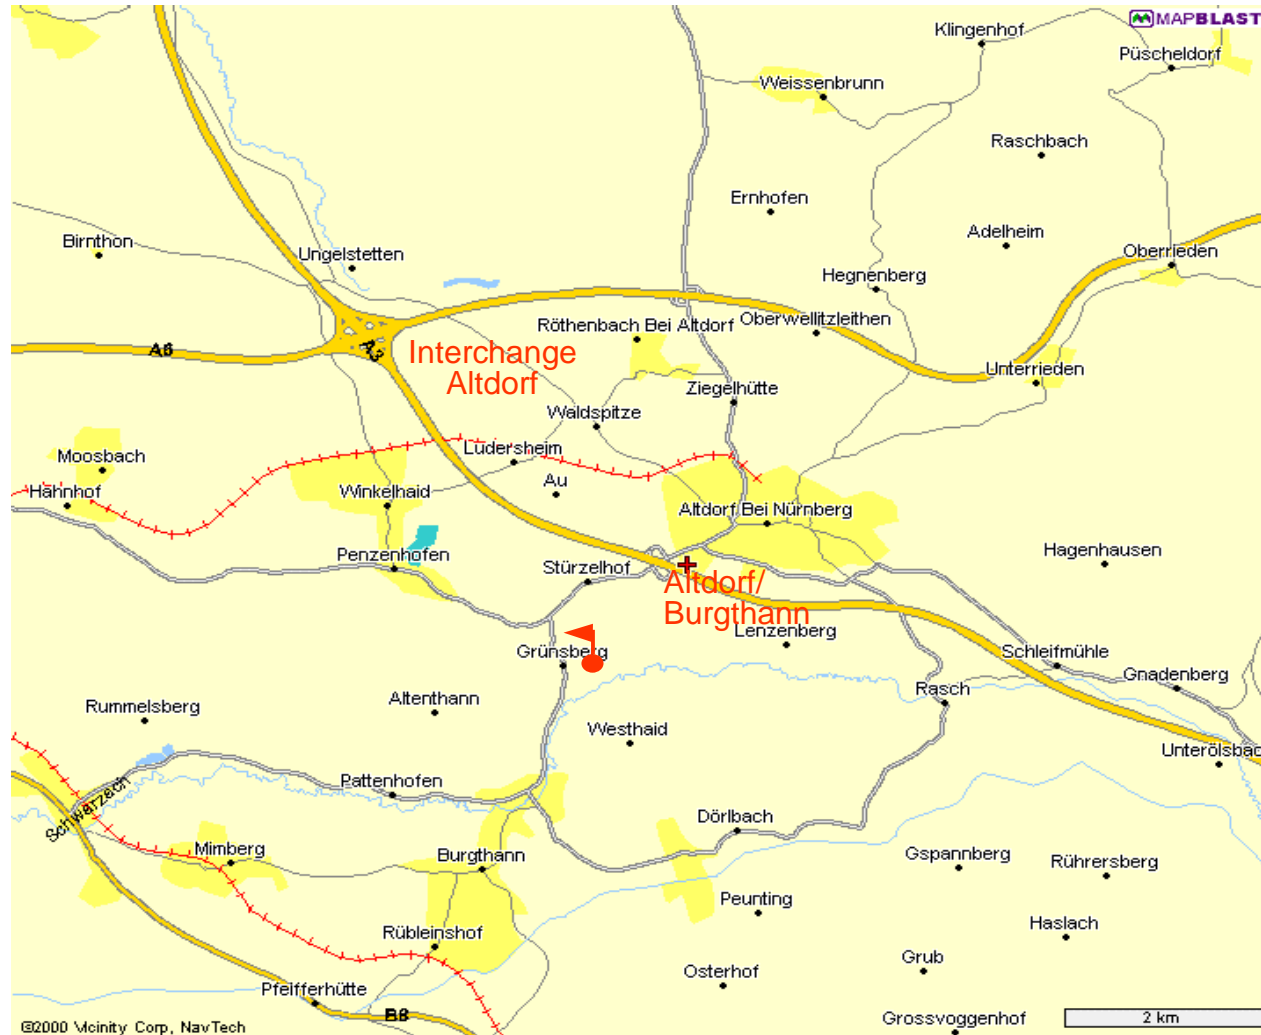 MAPBLAST
Klingenhof
Püscheldorf
Weissenbrunn
Raschbach
Ernhofen
Adelheim
Birnthon
Ungelstetten
Oberrieden
Hegnenberg
Röthenbach Bei Altdorf
Oberwellitzleithen
A6
A3
Interchange
Altdorf
Unterrieden
Ziegelhütte
Waldspitze
Ludersheim
Moosbach
Au
Hahnhof
Winkelhaid
Altdorf Bei Nürnberg
Penzenhofen
Stürzelhof
Hagenhausen
Altdorf/
Burgthann
Lenzenberg
Grünsberg
Schleifmühle
Gnadenberg
Rasch
Altenthann
Rummelsberg
Westhaid
Unterölsbac
Pattenhofen
Schwarzach
Dörlbach
Mimberg
Burgthann
Gspannberg
Rührersberg
Peunting
Haslach
Rübleinshof
Grub
Osterhof
Pfeifferhütte
B8
Grossvoggenhof
2 km
©2000 Vicinity Corp, NavTech